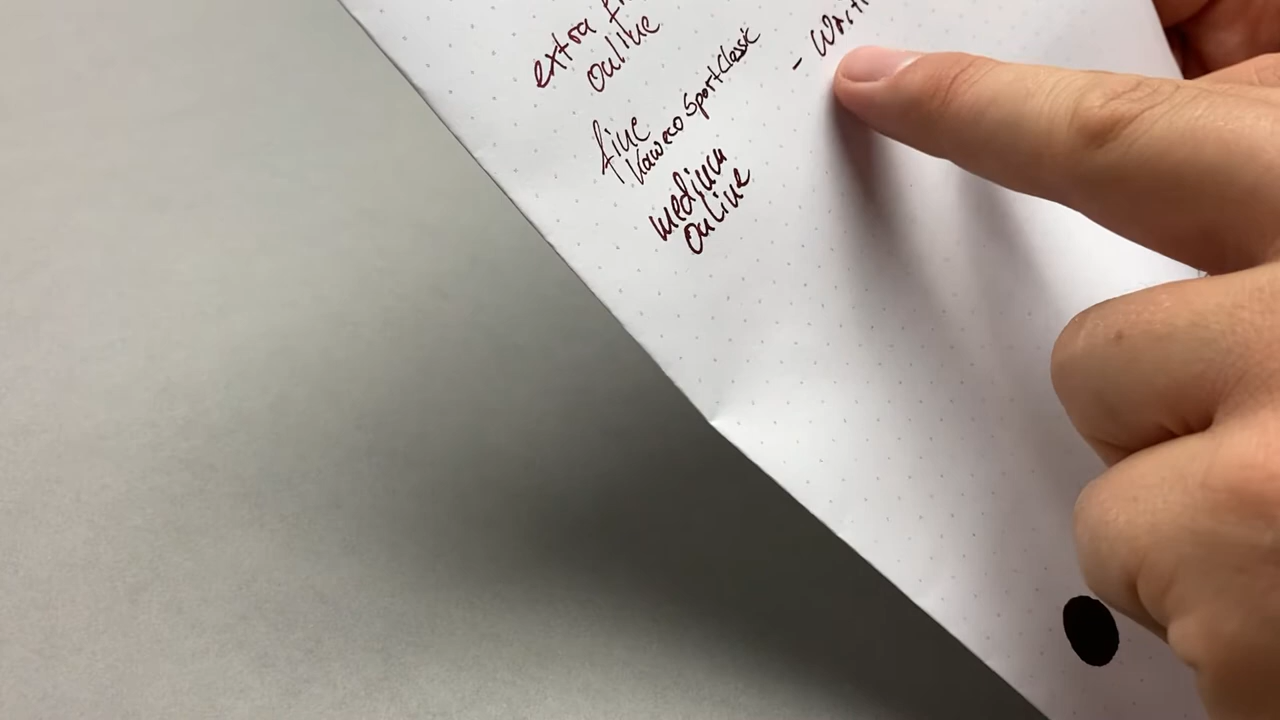 extra
online
fine
Kaweco Sport Classic
medium
online
-